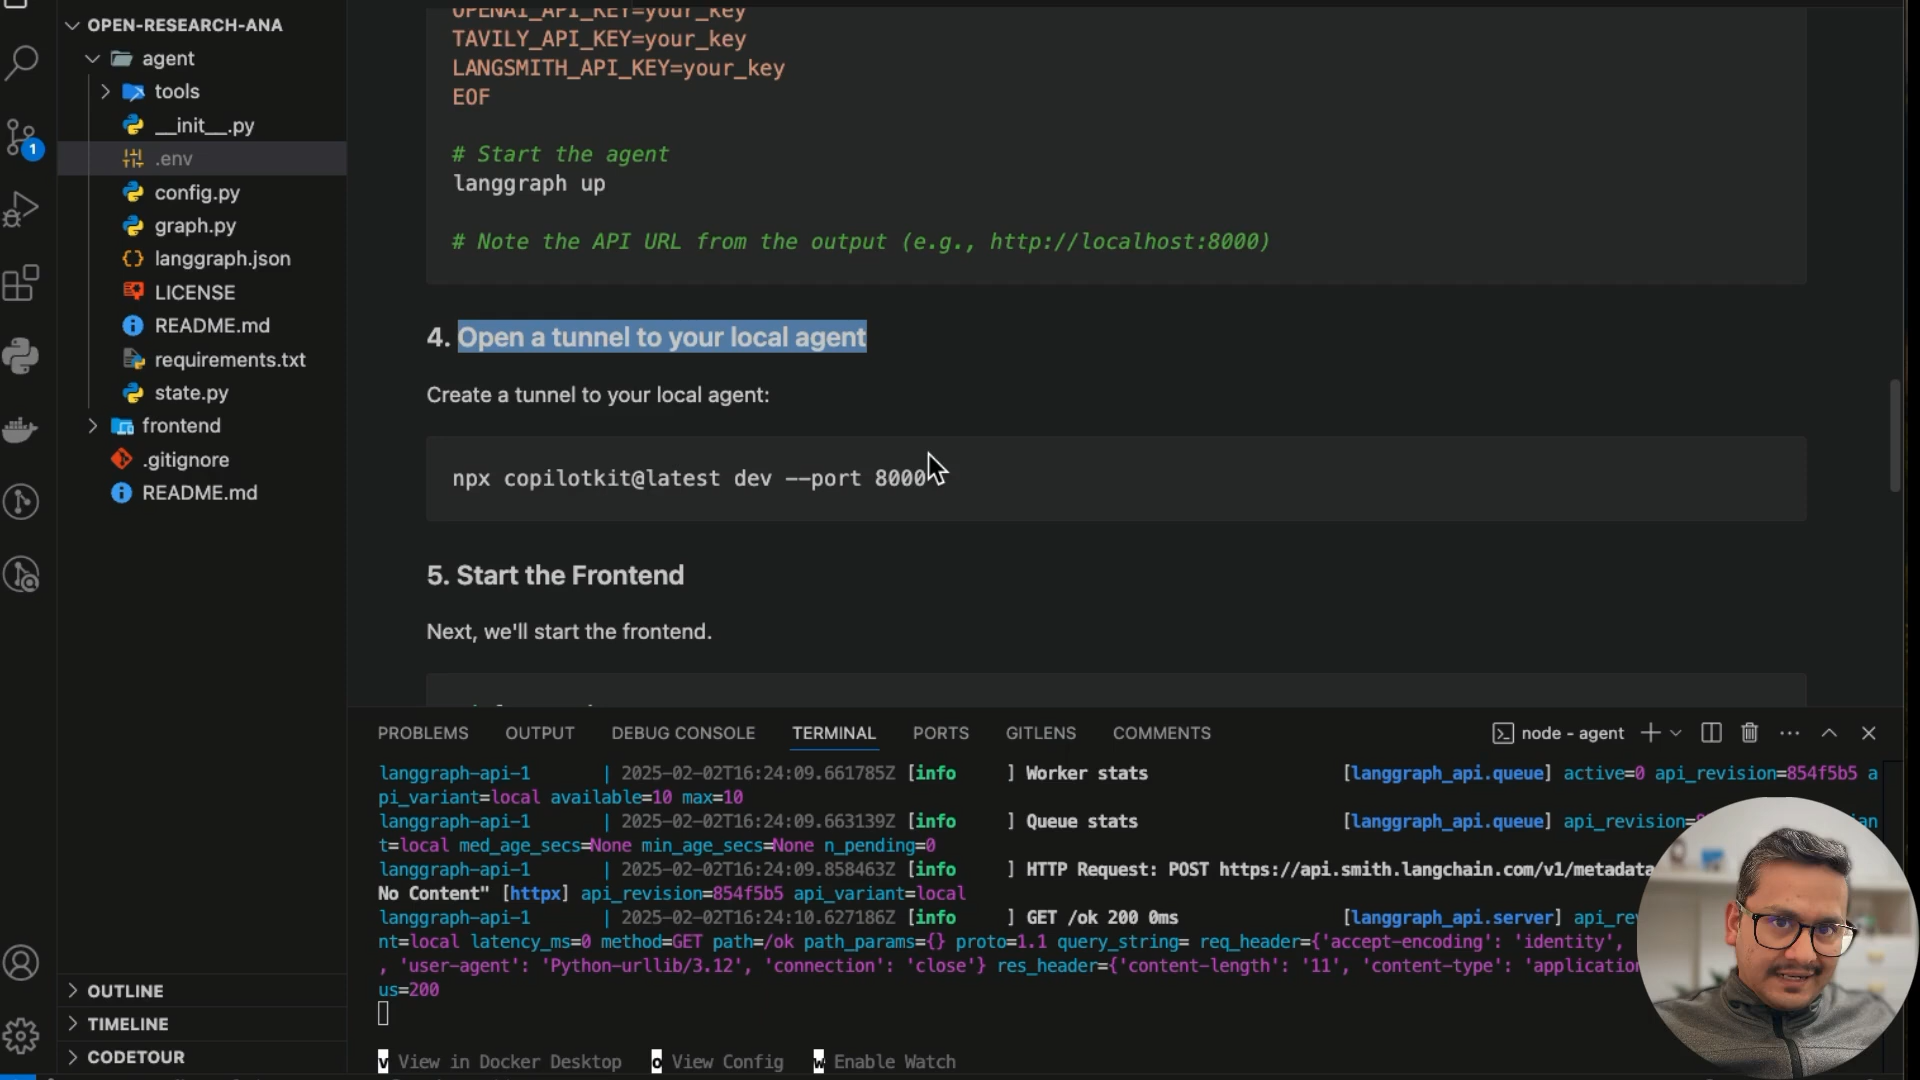 OPEN-RESEARCH-ANA
agent
tools
__init__.py
.env
config.py
graph.py
langgraph.json
LICENSE
README.md
requirements.txt
state.py
frontend
.gitignore
README.md
OUTLINE
TIMELINE
CODETOUR
1
OPENAI_API_KEY=your_key
TAVILY_API_KEY=your_key
LANGSMITH_API_KEY=your_key
EOF
# Start the agent
langgraph up
# Note the API URL from the output (e.g., http://localhost:8000)
4. Open a tunnel to your local agent
Create a tunnel to your local agent:
npx copilotkit@latest dev --port 8000
5. Start the Frontend
Next, we'll start the frontend.
PROBLEMS OUTPUT DEBUG CONSOLE TERMINAL PORTS GITLENS COMMENTS node - agent
langgraph-api-1 | 2025-02-02T16:24:09.661785Z [info ] Worker stats [langgraph_api.queue] active=0 api_revision=854f5b5 a
pi_variant=local available=10 max=10
langgraph-api-1 | 2025-02-02T16:24:09.663139Z [info ] Queue stats [langgraph_api.queue] api_revision=
t=local med_age_secs=None min_age_secs=None n_pending=0
langgraph-api-1 | 2025-02-02T16:24:09.858463Z [info ] HTTP Request: POST https://api.smith.langchain.com/v1/metadata
No Content" [httpx] api_revision=854f5b5 api_variant=local
langgraph-api-1 | 2025-02-02T16:24:10.627186Z [info ] GET /ok 200 0ms [langgraph_api.server] api_re
nt=local latency_ms=0 method=GET path=/ok path_params={} proto=1.1 query_string= req_header={'accept-encoding': 'identity',
, 'user-agent': 'Python-urllib/3.12', 'connection': 'close'} res_header={'content-length': '11', 'content-type': 'application
us=200
v View in Docker Desktop o View Config w Enable Watch